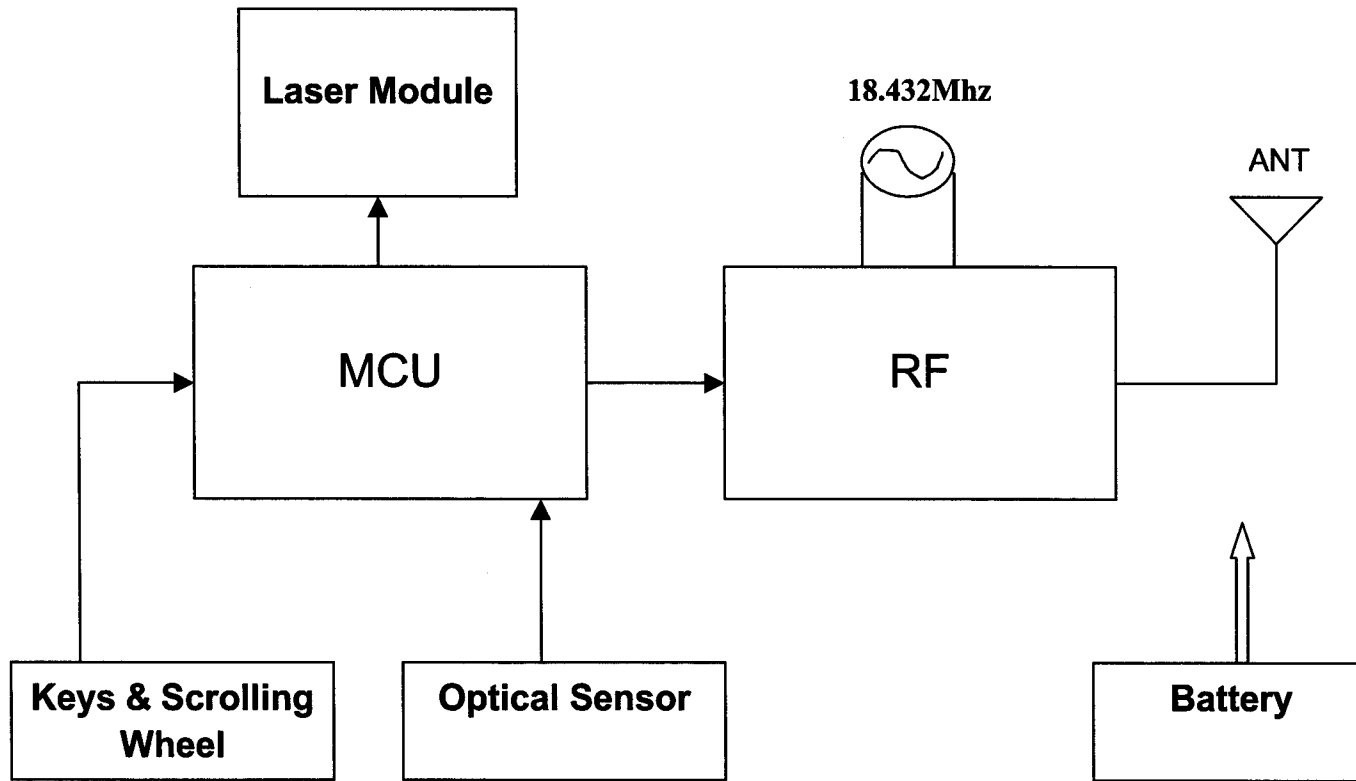 Laser Module
18.432Mhz
ANT
MCU
RF
Keys & Scrolling
Wheel
Optical Sensor
Battery